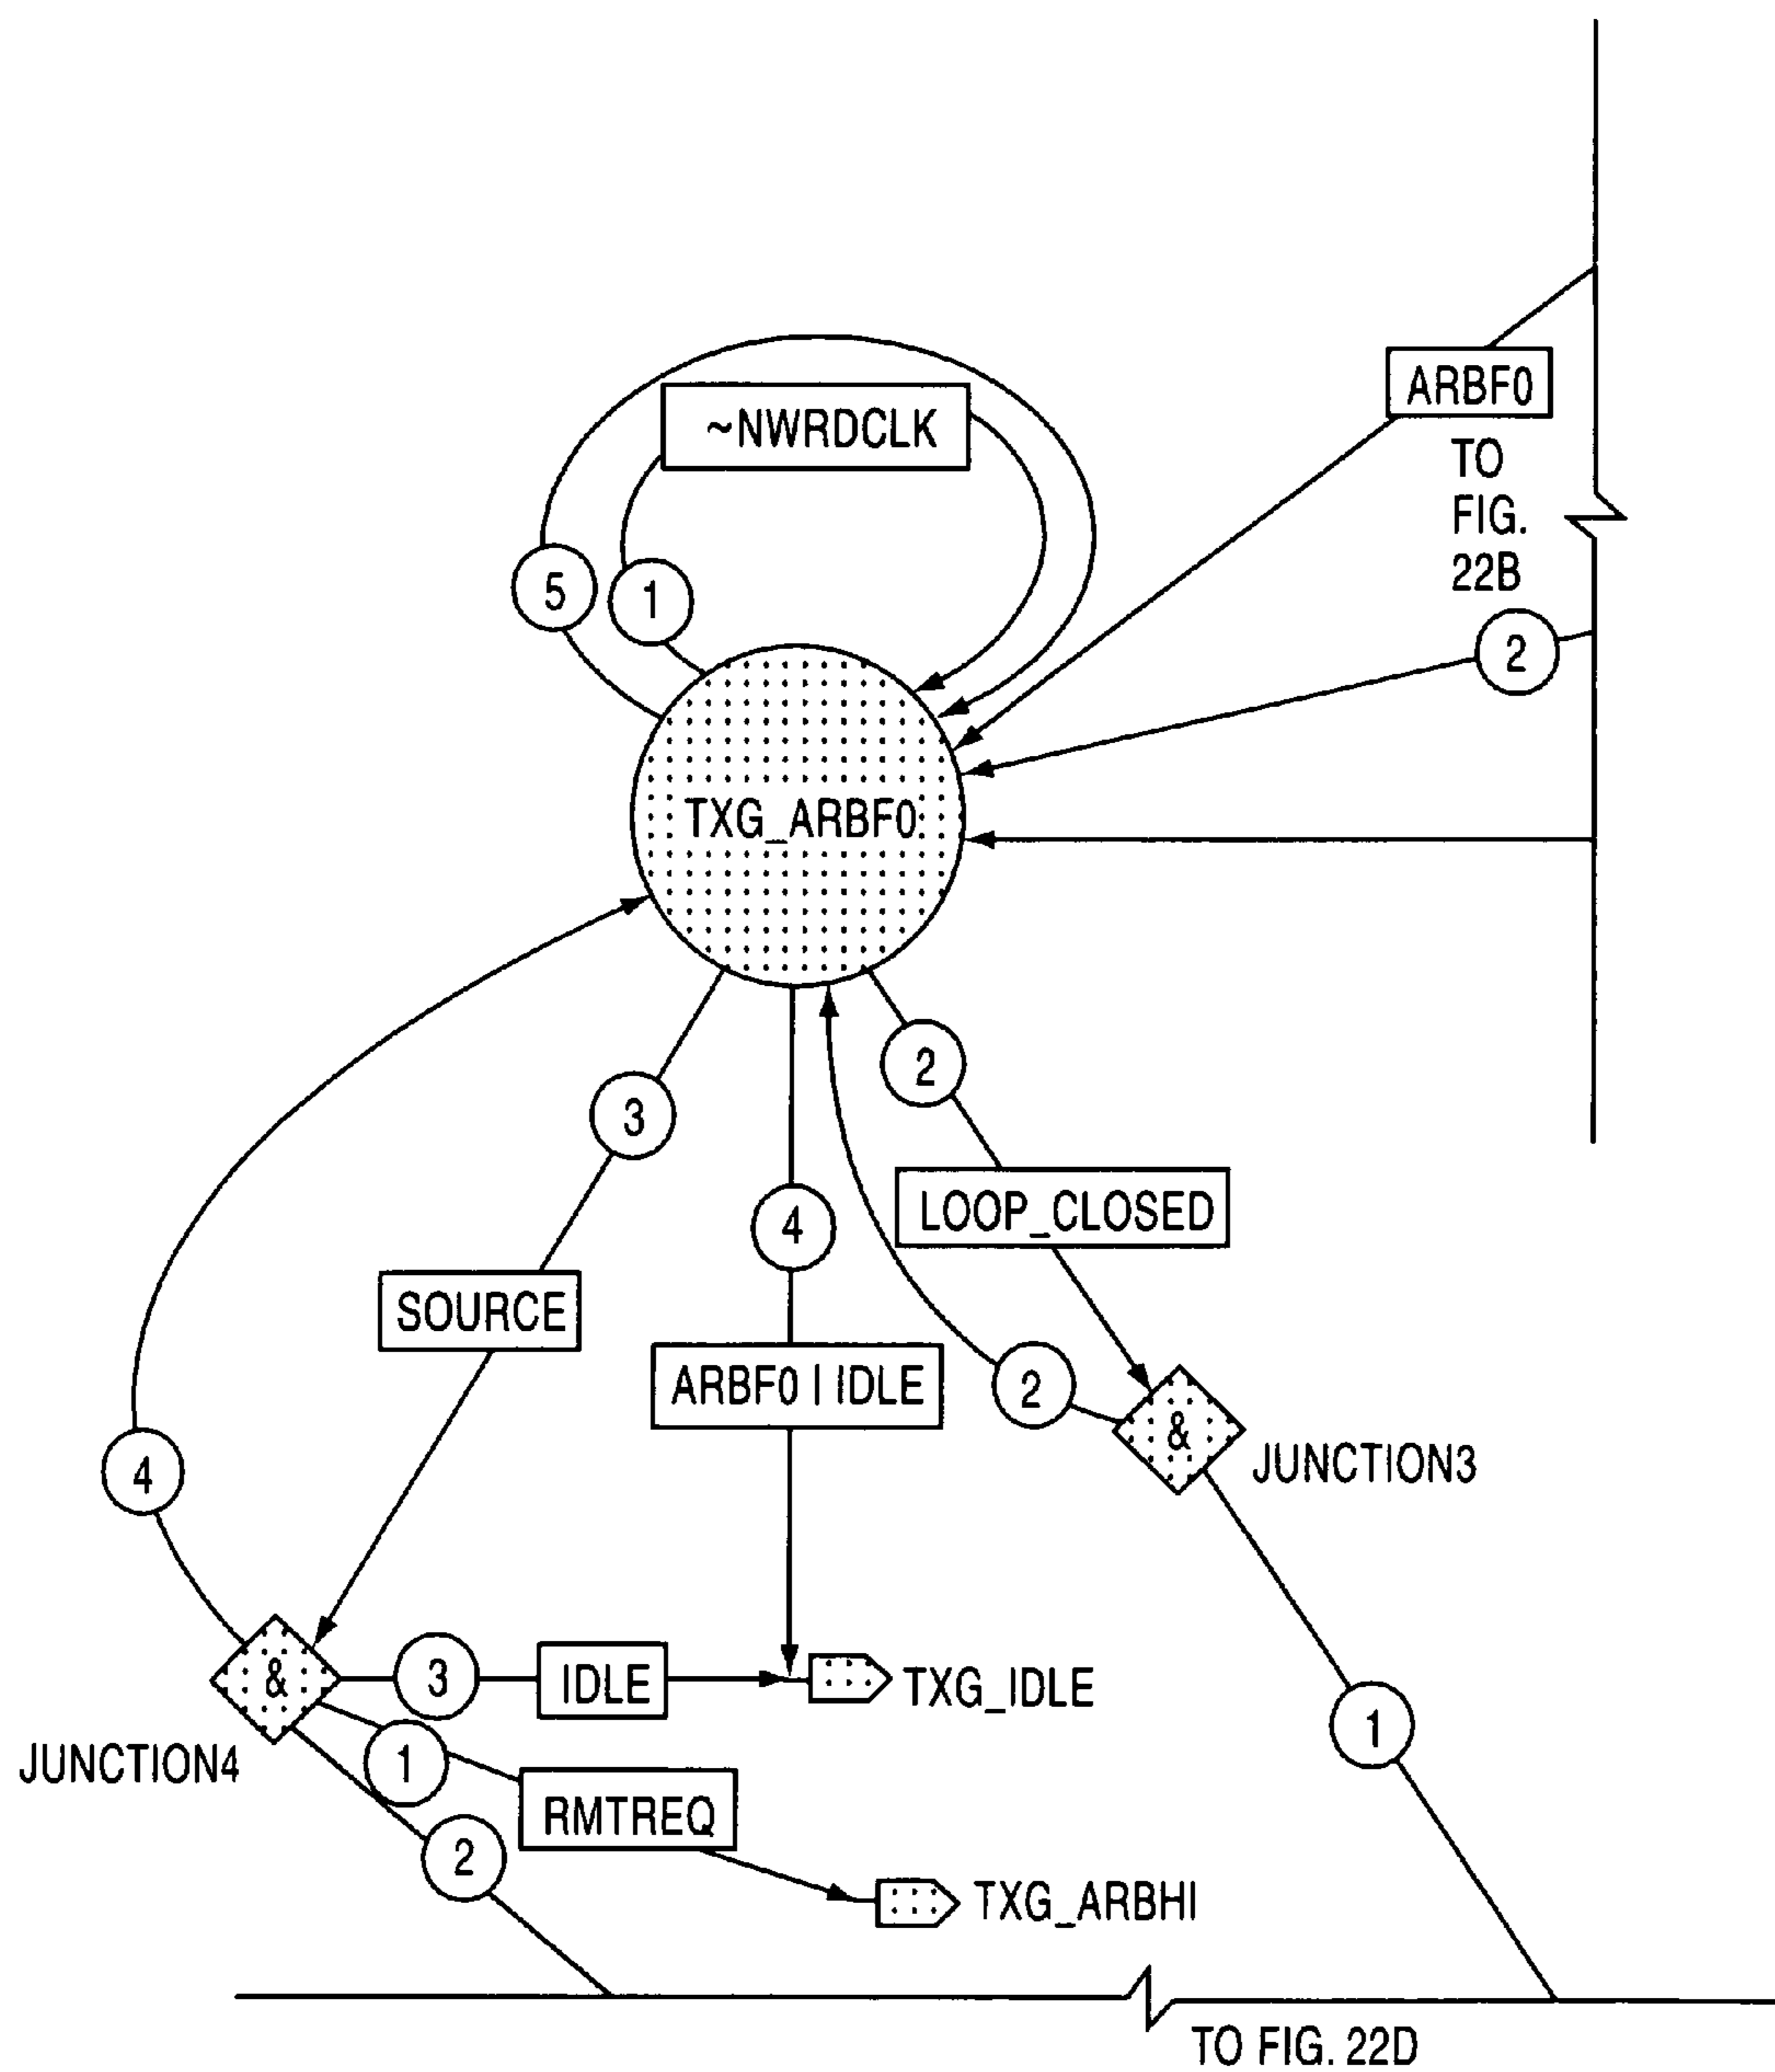 ARBF0
~NWRDCLK
TO
FIG.
22B
5
1
2
TXG_ARBF0
2
3
4
LOOP_CLOSED
SOURCE
ARBF0 | IDLE
2
&
JUNCTION3
4
&
3
IDLE
TXG_IDLE
JUNCTION4
1
1
RMTREQ
2
TXG_ARBHI
TO FIG. 22D